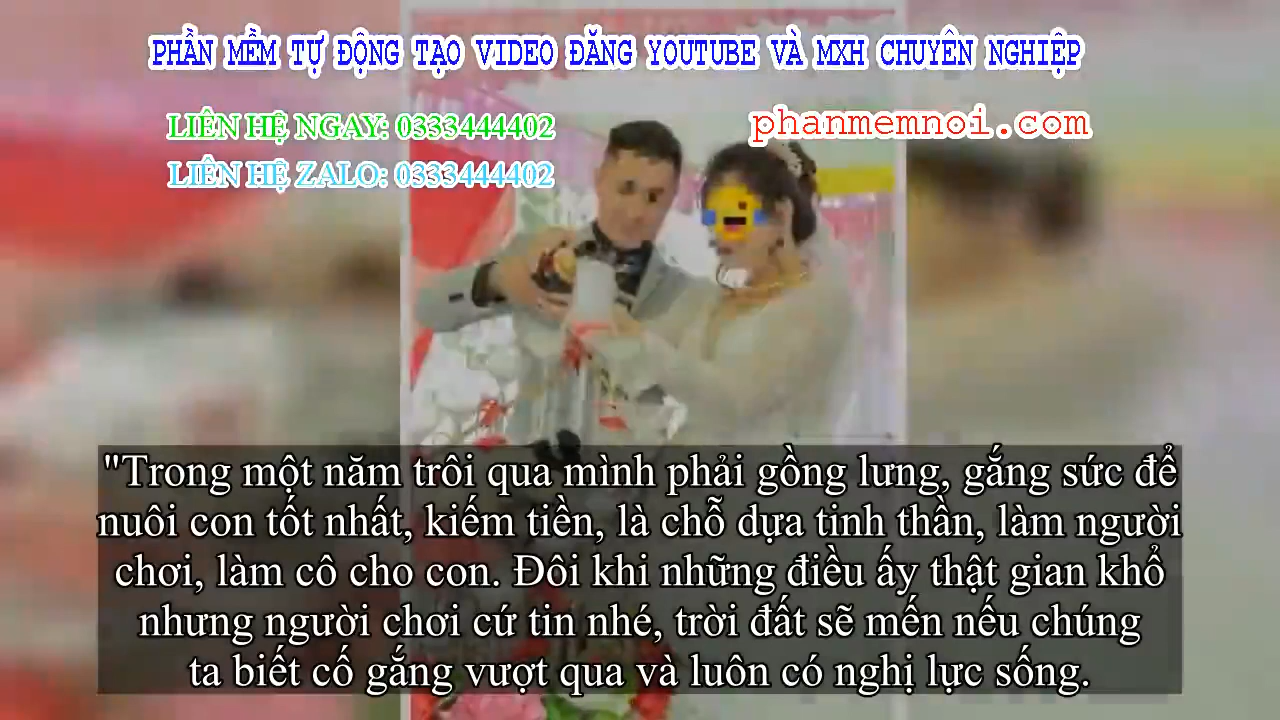 PHẦN MỀM TỰ ĐỘNG TẠO VIDEO ĐĂNG YOUTUBE VÀ MXH CHUYÊN NGHIỆP
LIÊN HỆ NGAY: 0333444402
phanmemnoi.com
LIÊN HỆ ZALO: 0333444402
"Trong một năm trôi qua mình phải gồng lưng, gắng sức để
nuôi con tốt nhất, kiếm tiền, là chỗ dựa tinh thần, làm người
chơi, làm cô cho con. Đôi khi những điều ấy thật gian khổ
nhưng người chơi cứ tin nhé, trời đất sẽ mến nếu chúng
ta biết cố gắng vượt qua và luôn có nghị lực sống.